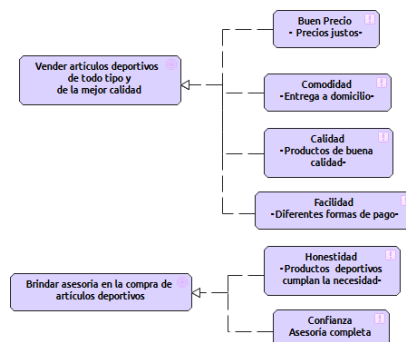 Buen Precio
- Precios justos-
Vender artículos deportivos
de todo tipo y
de la mejor calidad
Comodidad
-Entrega a domicilio-
Calidad
-Productos de buena
calidad-
Facilidad
-Diferentes formas de pago-
Honestidad
-Productos deportivos
cumplan la necesidad-
Brindar asesoria en la compra de
artículos deportivos
Confianza
Asesoría completa